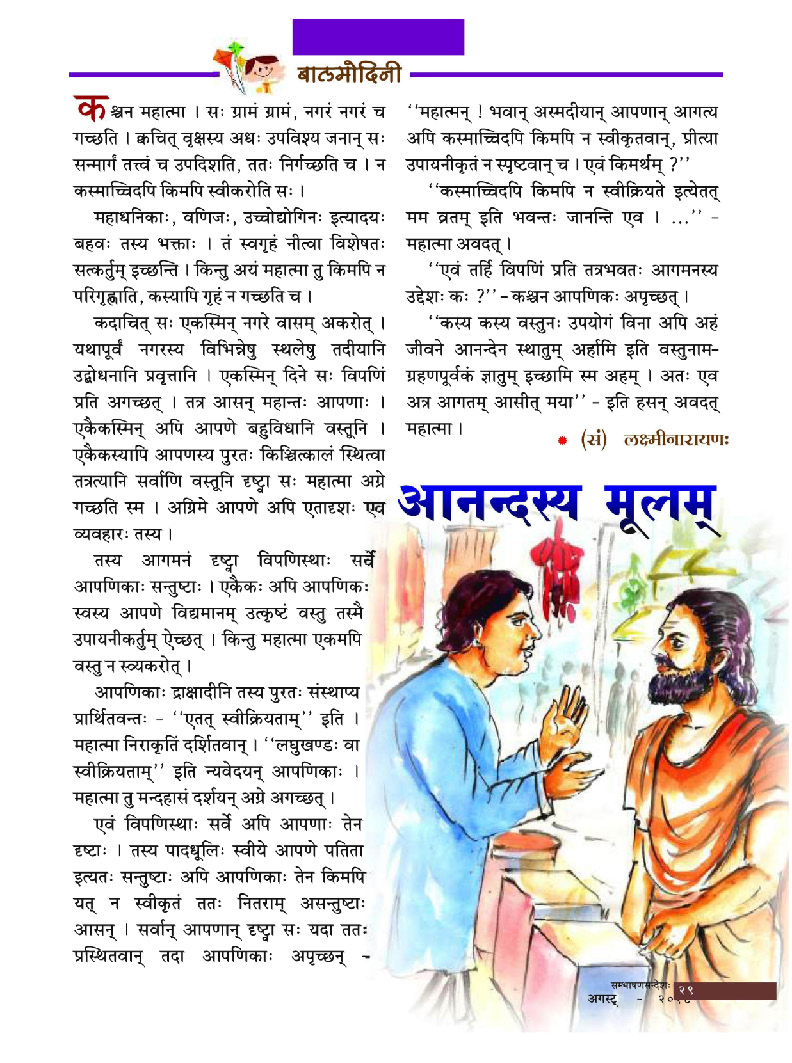 बालमोदिनी
कश्चन महात्मा । सः ग्रामं ग्रामं, नगरं नगरं च
गच्छति । क्वचित् वृक्षस्य अधः उपविश्य जनान् सः
सन्मार्गं तत्त्वं च उपदिशति, ततः निर्गच्छति च । न
कस्माच्चिदपि किमपि स्वीकरोति सः ।
महाधनिकाः, वणिजः, उच्चोद्योगिनः इत्यादयः
बहवः तस्य भक्ताः । तं स्वगृहं नीत्वा विशेषतः
सत्कर्तुम् इच्छन्ति । किन्तु अयं महात्मा तु किमपि न
परिगृह्णाति, कस्यापि गृहं न गच्छति च ।
कदाचित् सः एकस्मिन् नगरे वासम् अकरोत् ।
यथापूर्वं नगरस्य विभिन्नेषु स्थलेषु तदीयानि
उद्बोधनानि प्रवृत्तानि । एकस्मिन् दिने सः विपणिं
प्रति अगच्छत् । तत्र आसन् महान्तः आपणाः ।
एकैकस्मिन् अपि आपणे बहुविधानि वस्तूनि ।
एकैकस्यापि आपणस्य पुरतः किञ्चित्कालं स्थित्वा
तत्रत्यानि सर्वाणि वस्तूनि दृष्ट्वा सः महात्मा अग्रे
गच्छति स्म । अग्रिमे आपणे अपि एतादृशः एव
व्यवहारः तस्य ।
तस्य आगमनं दृष्ट्वा विपणिस्थाः सर्वे
आपणिकाः सन्तुष्टाः । एकैकः अपि आपणिकः
स्वस्य आपणे विद्यमानम् उत्कृष्टं वस्तु तस्मै
उपायनीकर्तुम् ऐच्छत् । किन्तु महात्मा एकमपि
वस्तु न स्व्यकरोत् ।
आपणिकाः द्राक्षादीनि तस्य पुरतः संस्थाप्य
प्रार्थितवन्तः - ‘‘एतत् स्वीक्रियताम्’’ इति ।
महात्मा निराकृतिं दर्शितवान् । ‘‘लघुखण्डः वा
स्वीक्रियताम्’’ इति न्यवेदयन् आपणिकाः ।
महात्मा तु मन्दहासं दर्शयन् अग्रे अगच्छत् ।
एवं विपणिस्थाः सर्वे अपि आपणाः तेन
दृष्टाः । तस्य पादधूलिः स्वीये आपणे पतिता
इत्यतः सन्तुष्टाः अपि आपणिकाः तेन किमपि
यत् न स्वीकृतं ततः नितराम् असन्तुष्टाः
आसन् । सर्वान् आपणान् दृष्ट्वा सः यदा ततः
प्रस्थितवान् तदा आपणिकाः अपृच्छन् -
‘‘महात्मन् ! भवान् अस्मदीयान् आपणान् आगत्य
अपि कस्माच्चिदपि किमपि न स्वीकृतवान्, प्रीत्या
उपायनीकृतं न स्पृष्टवान् च । एवं किमर्थम् ?’’
‘‘कस्माच्चिदपि किमपि न स्वीक्रियते इत्येतत्
मम व्रतम् इति भवन्तः जानन्ति एव । ...’’ -
महात्मा अवदत् ।
‘‘एवं तर्हि विपणिं प्रति तत्रभवतः आगमनस्य
उद्देशः कः ?’’ - कश्चन आपणिकः अपृच्छत् ।
‘‘कस्य कस्य वस्तुनः उपयोगं विना अपि अहं
जीवने आनन्देन स्थातुम् अर्हामि इति वस्तुनाम-
ग्रहणपूर्वकं ज्ञातुम् इच्छामि स्म अहम् । अतः एव
अत्र आगतम् आसीत् मया’’ - इति हसन् अवदत्
महात्मा ।
(सं) लक्ष्मीनारायणः
आनन्दस्य मूलम्
सम्भाषणसन्देशः २९
अगस्ट् -